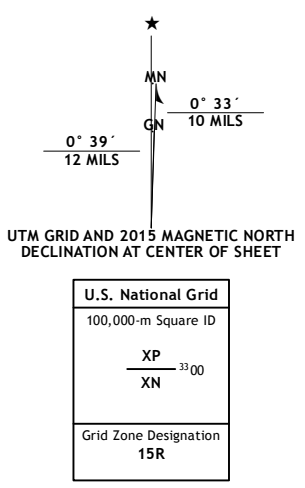 ★
MN
0° 33´
10 MILS
GN
0° 39´
12 MILS
UTM GRID AND 2015 MAGNETIC NORTH
DECLINATION AT CENTER OF SHEET
U.S. National Grid
100,000-m Square ID
XP
³³00
XN
Grid Zone Designation
15R